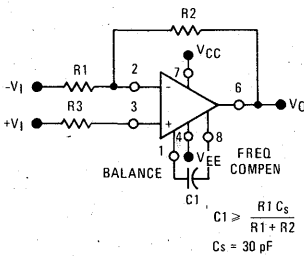 R2
VCC
R1
2
7
6
-VI
-
VO
R3
3
+VI
+
1
4
8
BALANCE
VEE
FREQ
COMPEN
C1
C1 ⩾ R1 Cs / R1 + R2
Cs = 30 pF